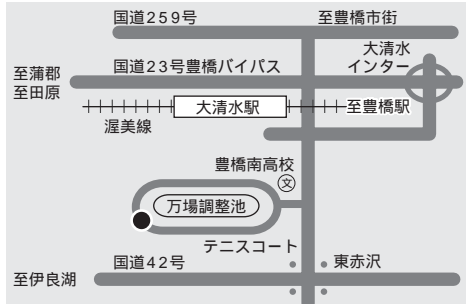 国道259号
至豊橋市街
大清水
インター
国道23号豊橋バイパス
至蒲郡
至田原
大清水駅
至豊橋駅
渥美線
豊橋南高校
文
万場調整池
テニスコート
国道42号
東赤沢
至伊良湖